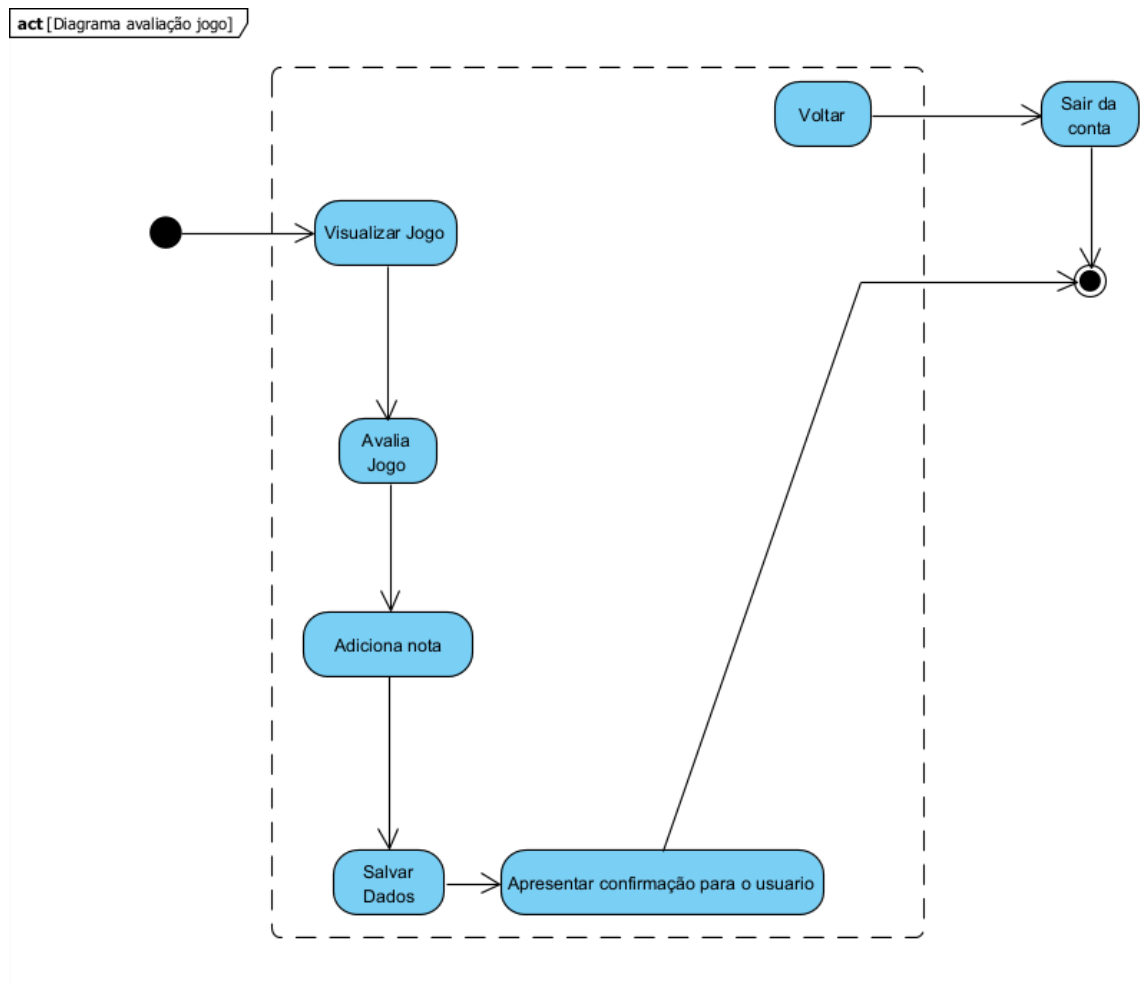 act [Diagrama avaliação jogo]
Voltar
Sair da
conta
Visualizar Jogo
Avalia
Jogo
Adiciona nota
Salvar
Dados
Apresentar confirmação para o usuario